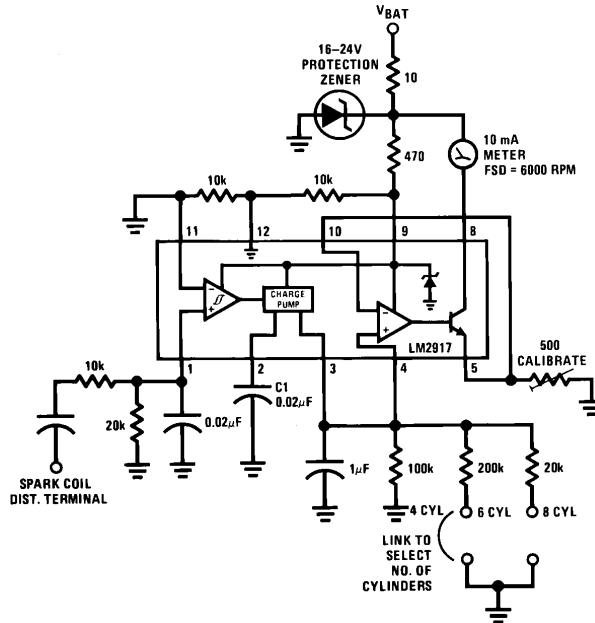 VBAT
16–24V
PROTECTION
ZENER
10
470
10 mA
METER
FSD = 6000 RPM
10k
10k
11
12
10
9
8
CHARGE
PUMP
LM2917
1
2
3
4
5
500
CALIBRATE
10k
20k
0.02μF
C1
0.02μF
1μF
100k
200k
20k
SPARK COIL
DIST. TERMINAL
4 CYL
6 CYL
8 CYL
LINK TO
SELECT
NO. OF
CYLINDERS